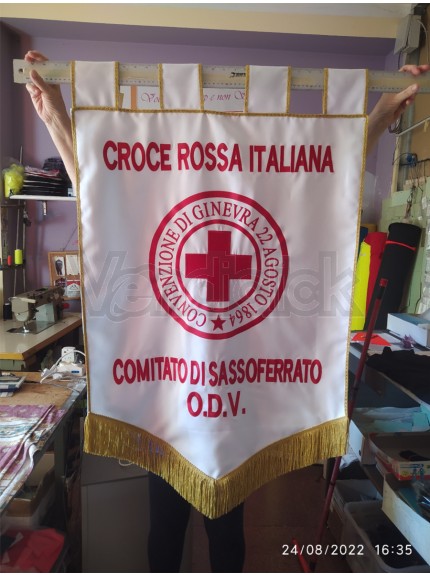 CROCE ROSSA ITALIANA
CONVENZIONE DI GINEVRA 22 AGOSTO 1864
COMITATO DI SASSOFERRATO
O.D.V.
24/08/2022 16:35